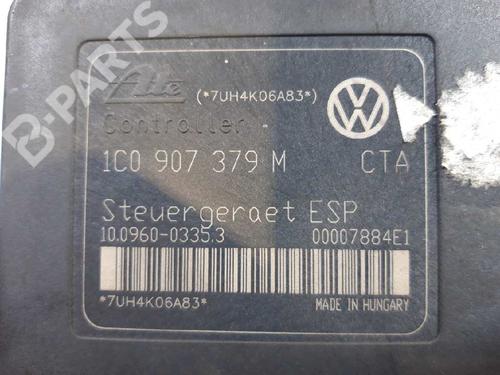 B-PARTS
Ate (*7UH4K06A83*)
Controller
1C0 907 379 M CTA
Steuergeraet ESP
10.0960-0335.3 00007884E1
*7UH4K06A83* MADE IN HUNGARY